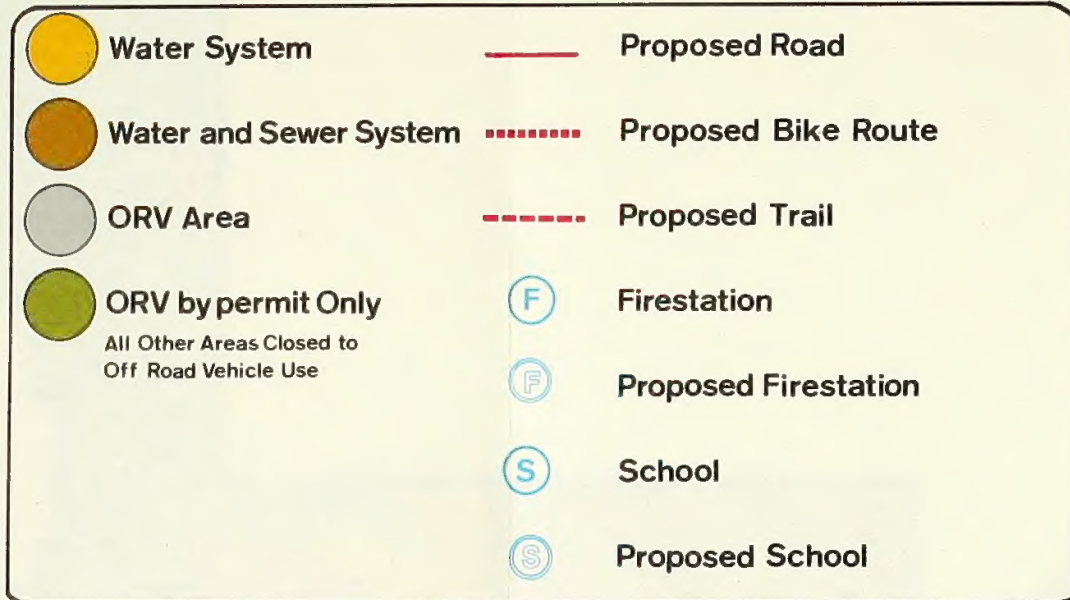 Water System
Water and Sewer System
ORV Area
ORV by permit Only
All Other Areas Closed to
Off Road Vehicle Use
Proposed Road
Proposed Bike Route
Proposed Trail
F Firestation
F Proposed Firestation
S School
S Proposed School